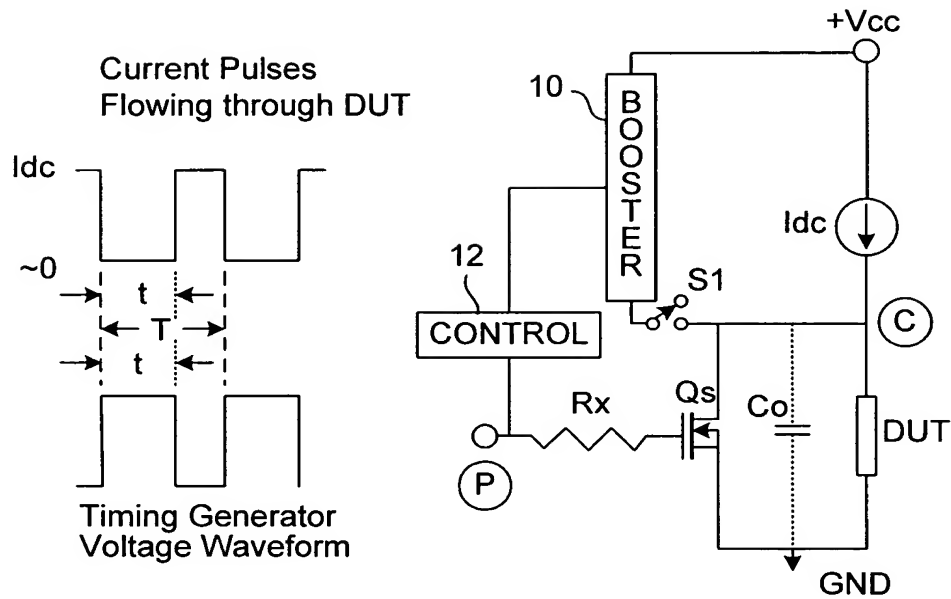 Current Pulses
Flowing through DUT
Idc
~0
t
T
t
Timing Generator
Voltage Waveform
+Vcc
10
BOOSTER
Idc
12
CONTROL
S1
C
Rx
Qs
Co
DUT
P
GND